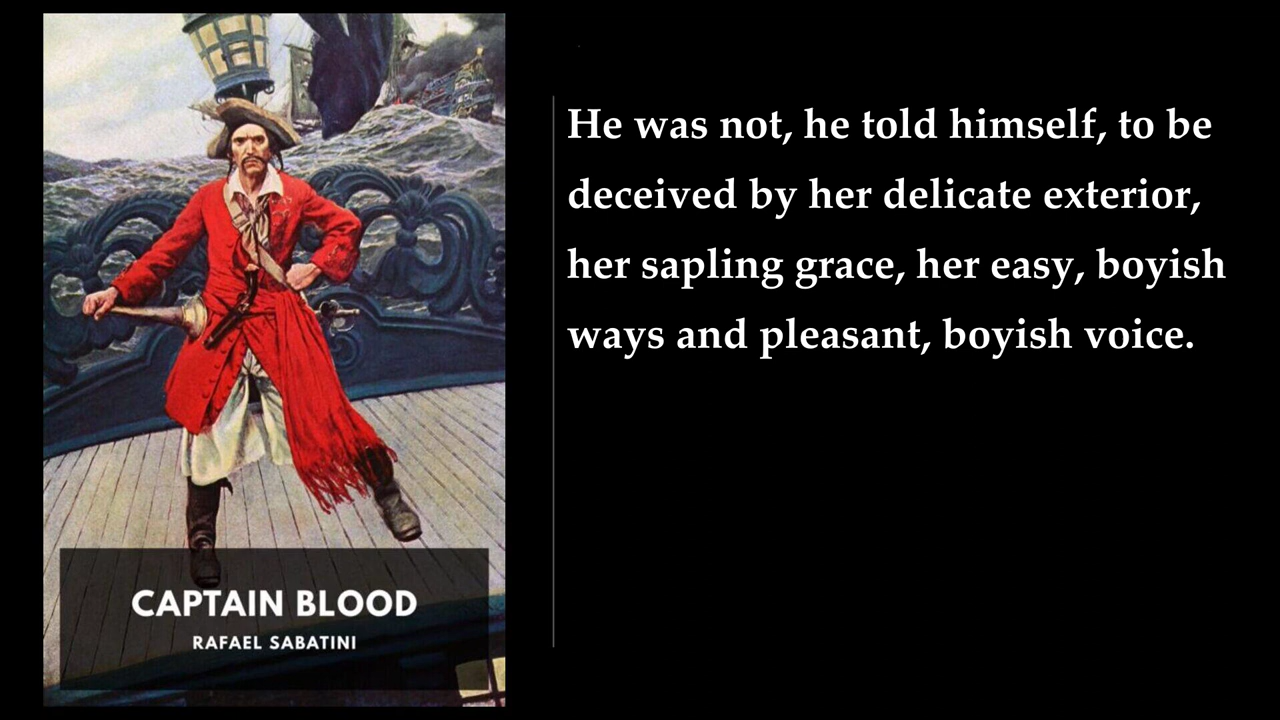 He was not, he told himself, to be
deceived by her delicate exterior,
her sapling grace, her easy, boyish
ways and pleasant, boyish voice.
CAPTAIN BLOOD
RAFAEL SABATINI